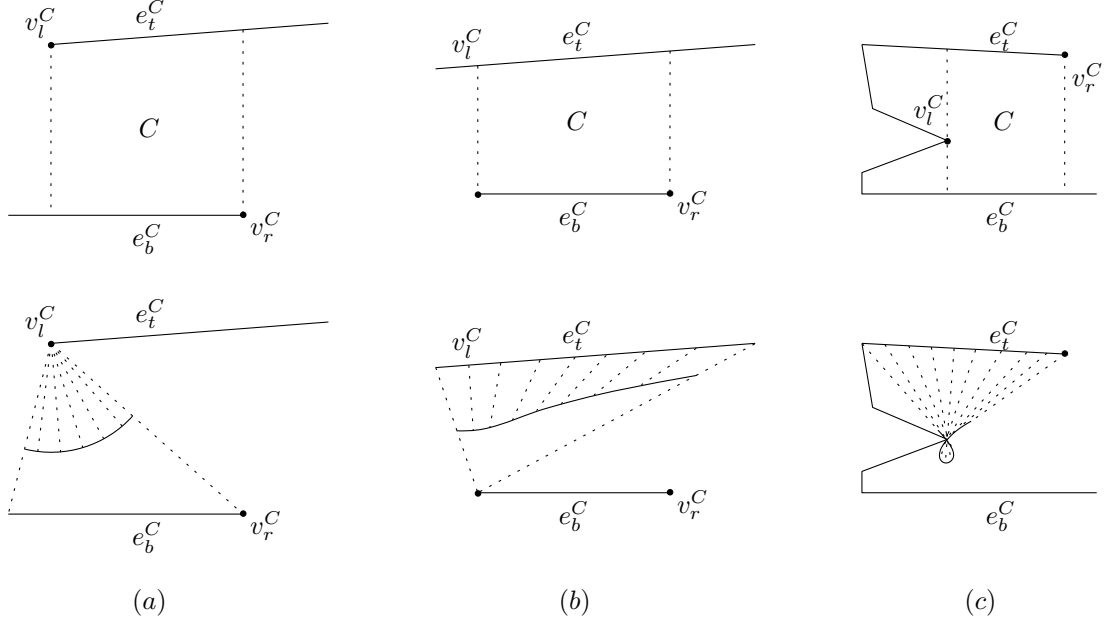 $v_l^C$ $e_t^C$
$C$
$e_b^C$ $v_r^C$
$v_l^C$ $e_t^C$
$C$
$e_b^C$ $v_r^C$
$e_t^C$
$v_r^C$
$v_l^C$ $C$
$e_b^C$
$v_l^C$ $e_t^C$
$e_b^C$ $v_r^C$
$v_l^C$ $e_t^C$
$e_b^C$ $v_r^C$
$e_t^C$
$e_b^C$
(a) (b) (c)